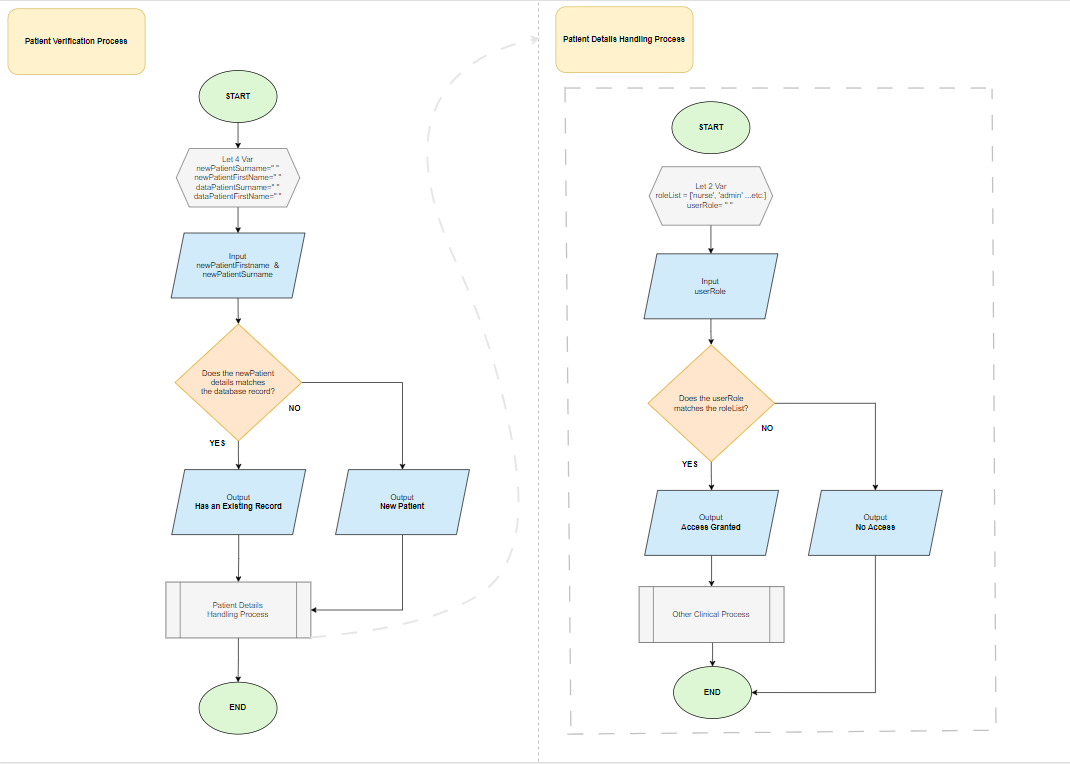 Patient Verification Process
START
Let 4 Var
newPatientSurname=" "
newPatientFirstName=" "
dataPatientSurname=" "
dataPatientFirstName=" "
Input
newPatientFirstname &
newPatientSurname
Does the newPatient
details matches
the database record?
NO
YES
Output
Has an Existing Record
Output
New Patient
Patient Details
Handling Process
END
Patient Details Handling Process
START
Let 2 Var
roleList = ['nurse', 'admin' ...etc.]
userRole= " "
Input
userRole
Does the userRole
matches the roleList?
NO
YES
Output
Access Granted
Output
No Access
Other Clinical Process
END